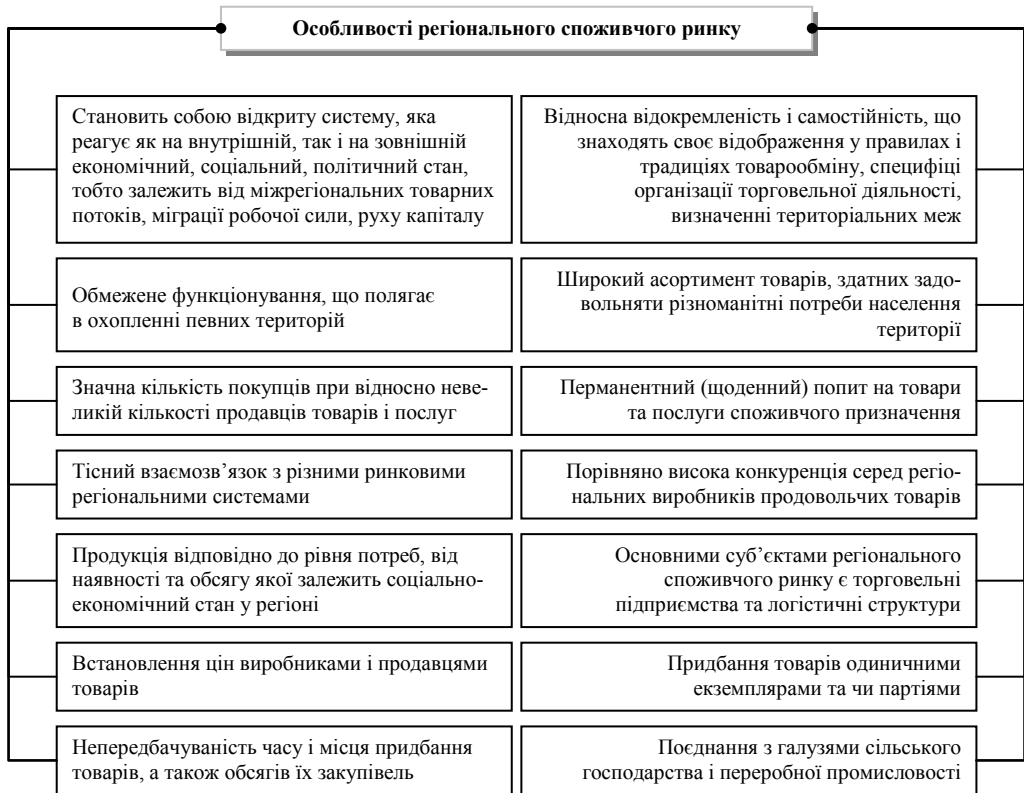 Особливості регіонального споживчого ринку
Становить собою відкриту систему, яка
реагує як на внутрішній, так і на зовнішній
економічний, соціальний, політичний стан,
тобто залежить від міжрегіональних товарних
потоків, міграції робочої сили, руху капіталу
Відносна відокремленість і самостійність, що
знаходять своє відображення у правилах і
традиціях товарообміну, специфіці
організації торговельної діяльності,
визначенні територіальних меж
Обмежене функціонування, що полягає
в охопленні певних територій
Широкий асортимент товарів, здатних задо-
вольняти різноманітні потреби населення
території
Значна кількість покупців при відносно неве-
ликій кількості продавців товарів і послуг
Перманентний (щоденний) попит на товари
та послуги споживчого призначення
Тісний взаємозв’язок з різними ринковими
регіональними системами
Порівняно висока конкуренція серед регіо-
нальних виробників продовольчих товарів
Продукція відповідно до рівня потреб, від
наявності та обсягу якої залежить соціально-
економічний стан у регіоні
Основними суб’єктами регіонального
споживчого ринку є торговельні
підприємства та логістичні структури
Встановлення цін виробниками і продавцями
товарів
Придбання товарів одиничними
екземплярами та чи партіями
Непередбачуваність часу і місця придбання
товарів, а також обсягів їх закупівель
Поєднання з галузями сільського
господарства і переробної промисловості